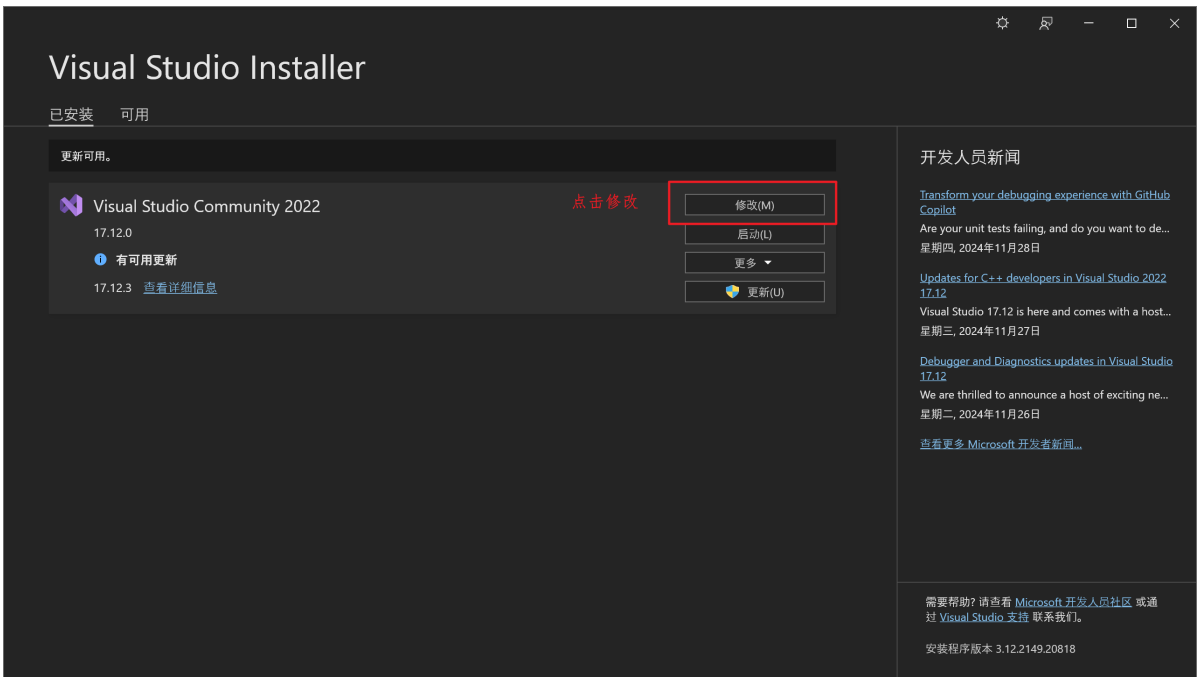 Visual Studio Installer
已安装 可用
更新可用。
Visual Studio Community 2022
17.12.0
有可用更新
17.12.3 查看详细信息
点击修改
修改(M)
启动(L)
更多
更新(U)
开发人员新闻
Transform your debugging experience with GitHub
Copilot
Are your unit tests failing, and do you want to de...
星期四, 2024年11月28日
Updates for C++ developers in Visual Studio 2022
17.12
Visual Studio 17.12 is here and comes with a host...
星期三, 2024年11月27日
Debugger and Diagnostics updates in Visual Studio
17.12
We are thrilled to announce a host of exciting ne...
星期二, 2024年11月26日
查看更多 Microsoft 开发者新闻...
需要帮助? 请查看 Microsoft 开发人员社区 或通
过 Visual Studio 支持 联系我们。
安装程序版本 3.12.2149.20818